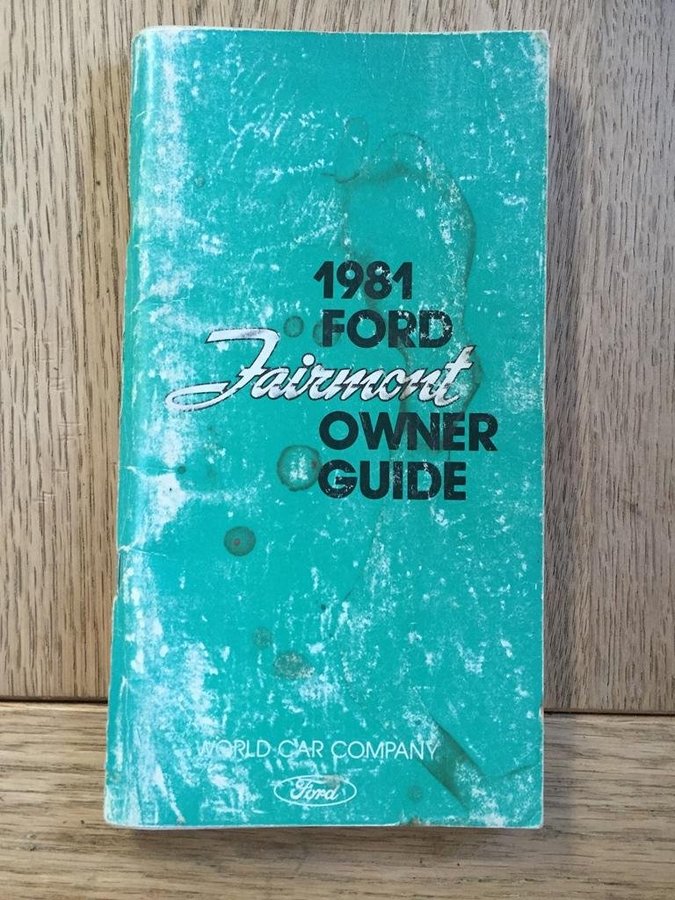 1981
FORD
Fairmont
OWNER
GUIDE
WORLD CAR COMPANY
Ford